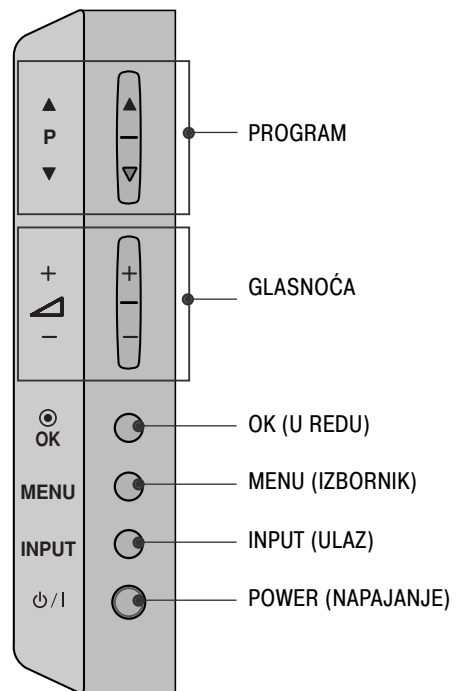 ▲
P
▼
PROGRAM
+
−
GLASNOĆA
OK
OK (U REDU)
MENU
MENU (IZBORNIK)
INPUT
INPUT (ULAZ)
⏻/I
POWER (NAPAJANJE)